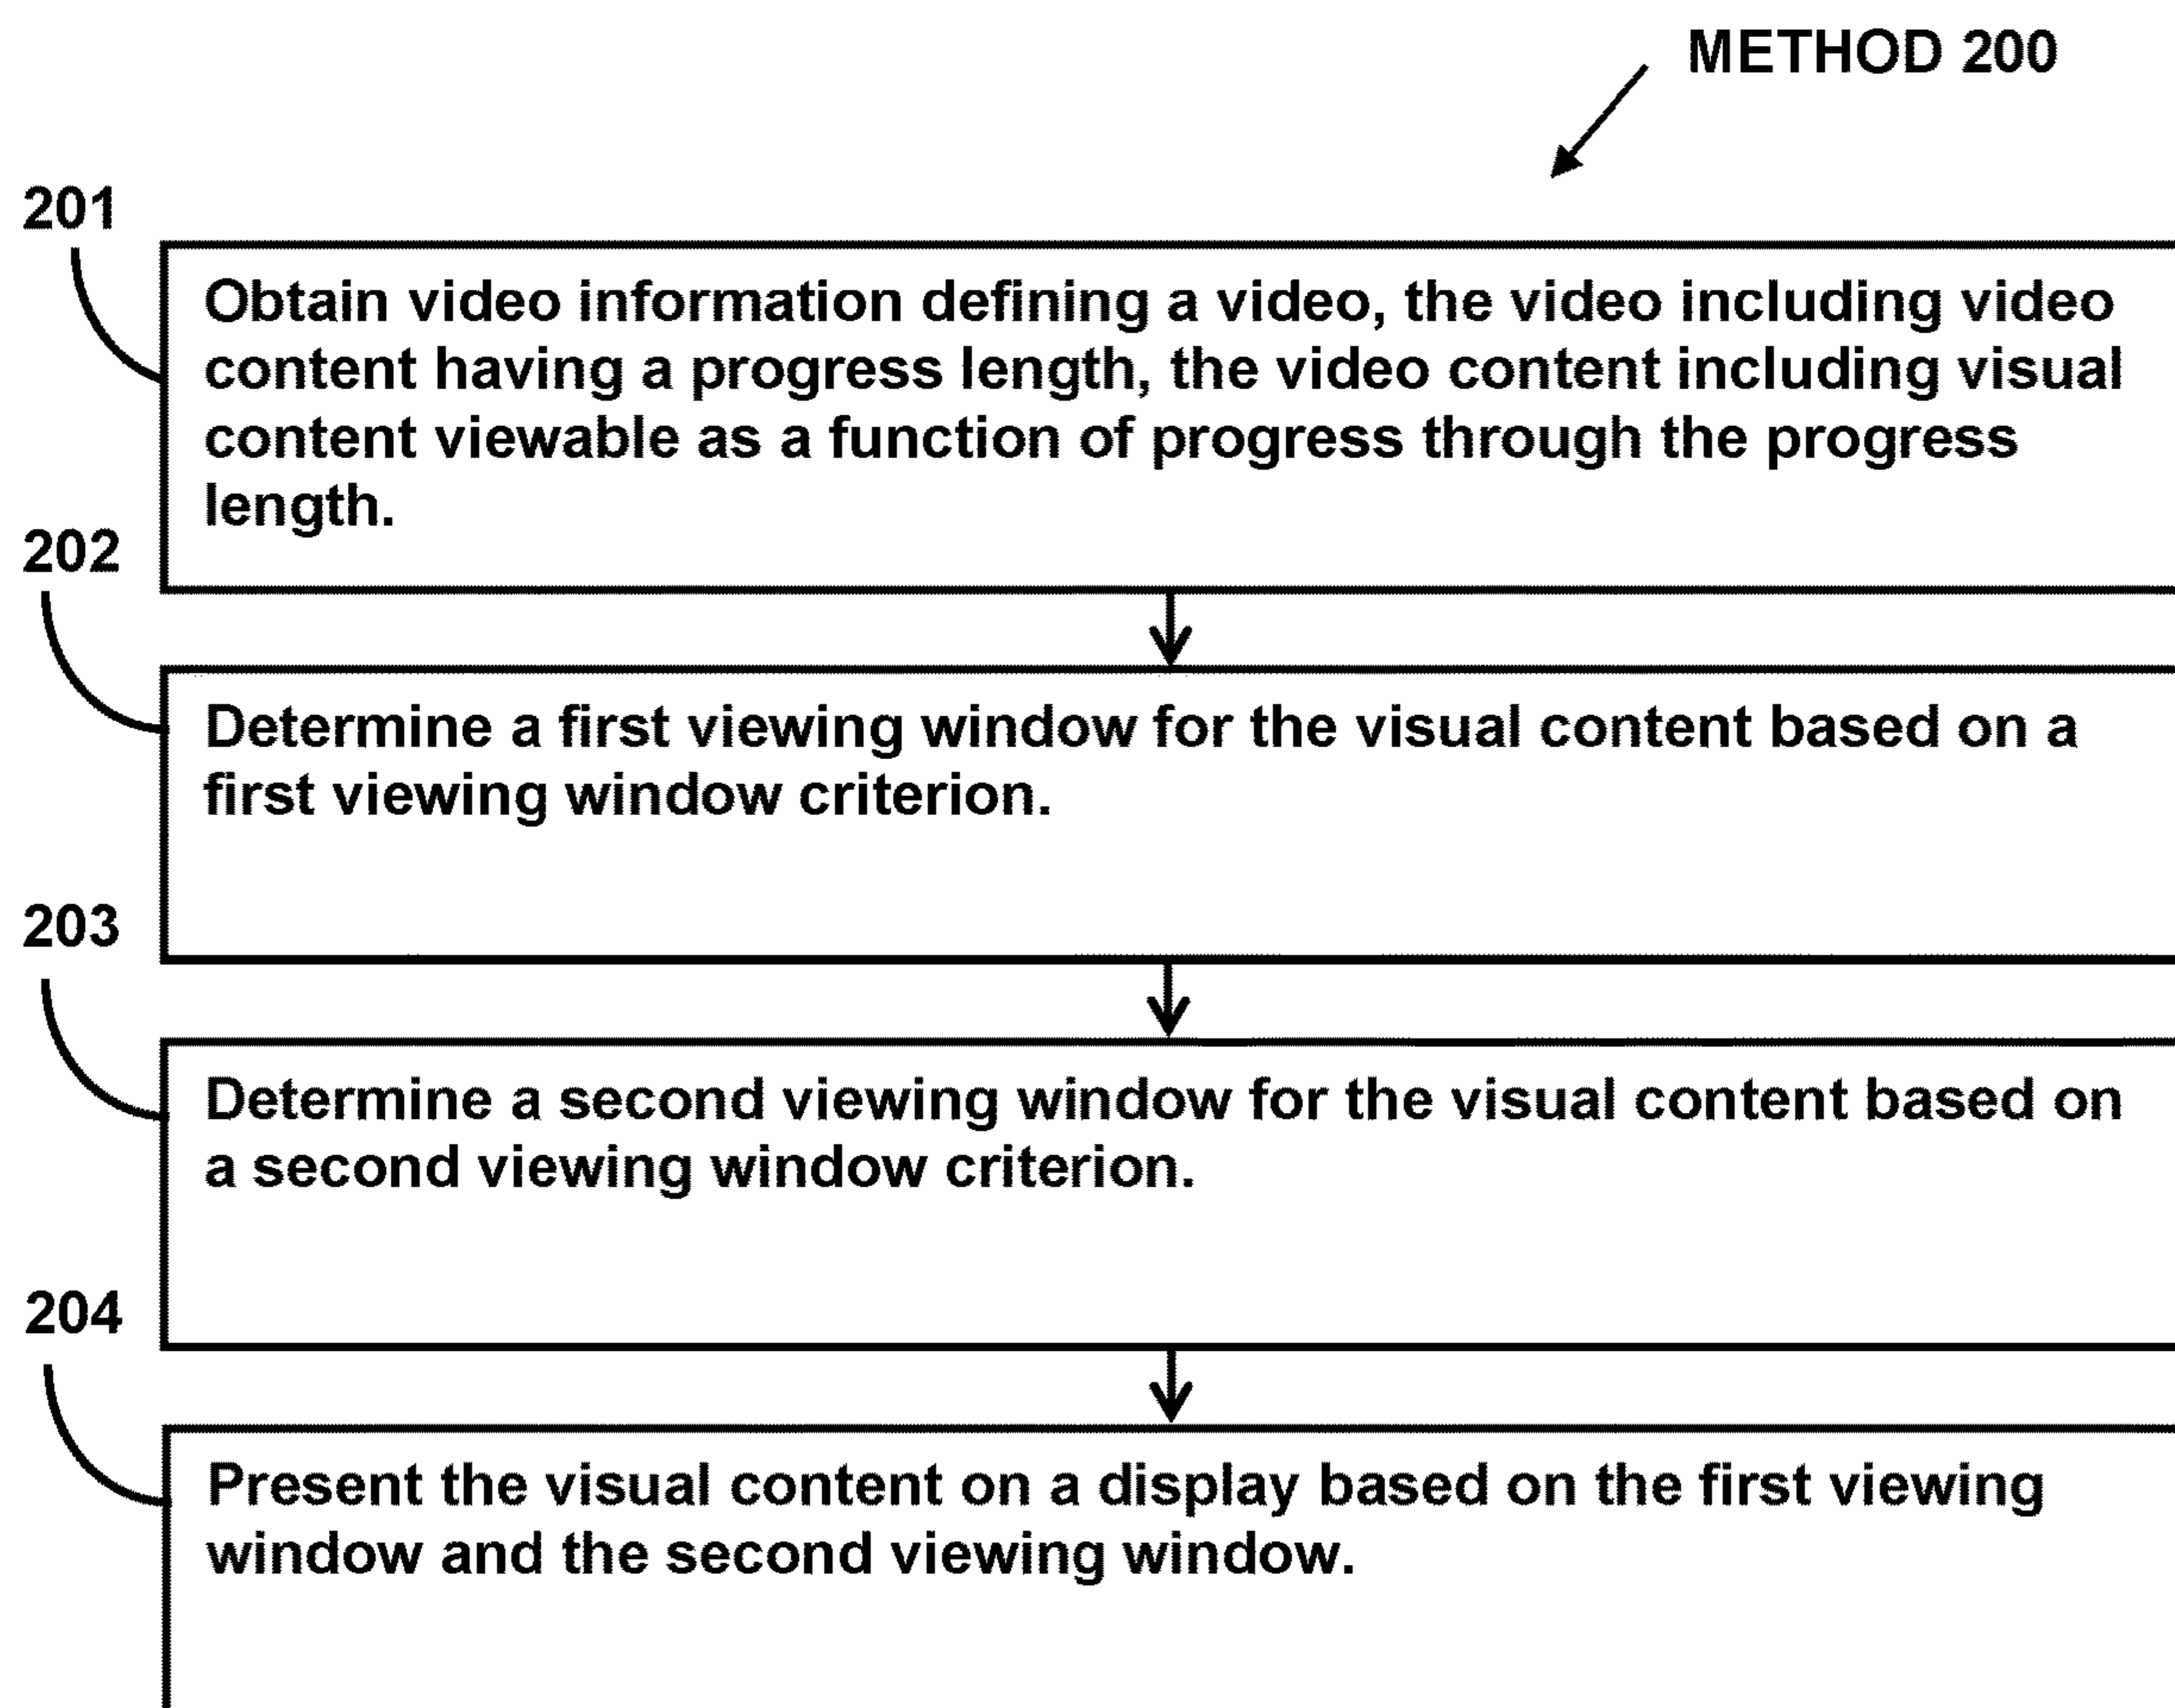 METHOD 200
201
Obtain video information defining a video, the video including video
content having a progress length, the video content including visual
content viewable as a function of progress through the progress
length.
202
Determine a first viewing window for the visual content based on a
first viewing window criterion.
203
Determine a second viewing window for the visual content based on
a second viewing window criterion.
204
Present the visual content on a display based on the first viewing
window and the second viewing window.